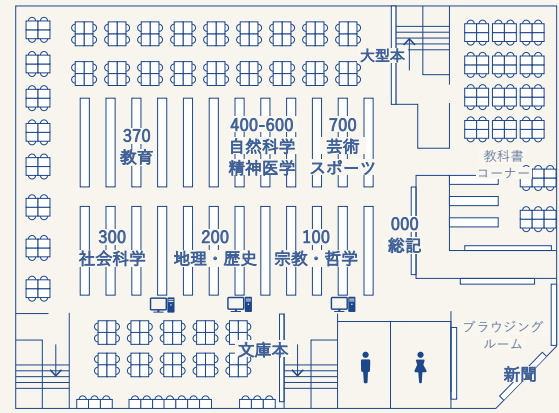 大型本
370
教育
400-600
自然科学
精神医学
700
芸術
スポーツ
教科書
コーナー
300
社会科学
200
地理・歴史
100
宗教・哲学
000
総記
文庫本
ブラウジング
ルーム
新聞